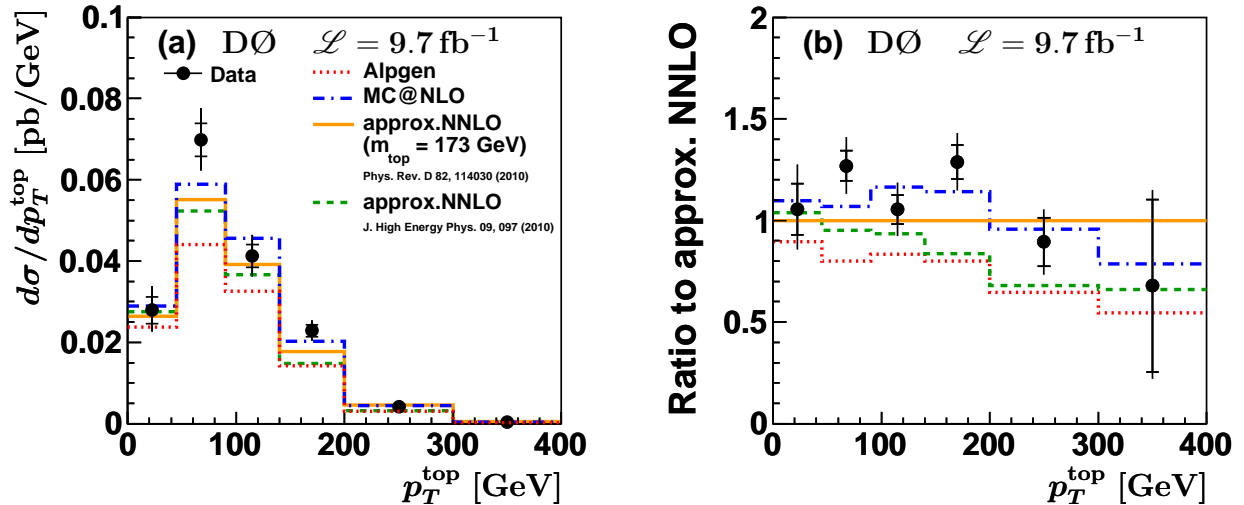 0.1
0.08
0.06
0.04
0.02
0
dσ/dp_T^top [pb/GeV]
(a) DØ ℒ = 9.7 fb⁻¹
Data
Alpgen
MC@NLO
approx.NNLO
(m_top = 173 GeV)
Phys. Rev. D 82, 114030 (2010)
approx.NNLO
J. High Energy Phys. 09, 097 (2010)
0 100 200 300 400
p_T^top [GeV]
2
1.5
1
0.5
0
Ratio to approx. NNLO
(b) DØ ℒ = 9.7 fb⁻¹
0 100 200 300 400
p_T^top [GeV]